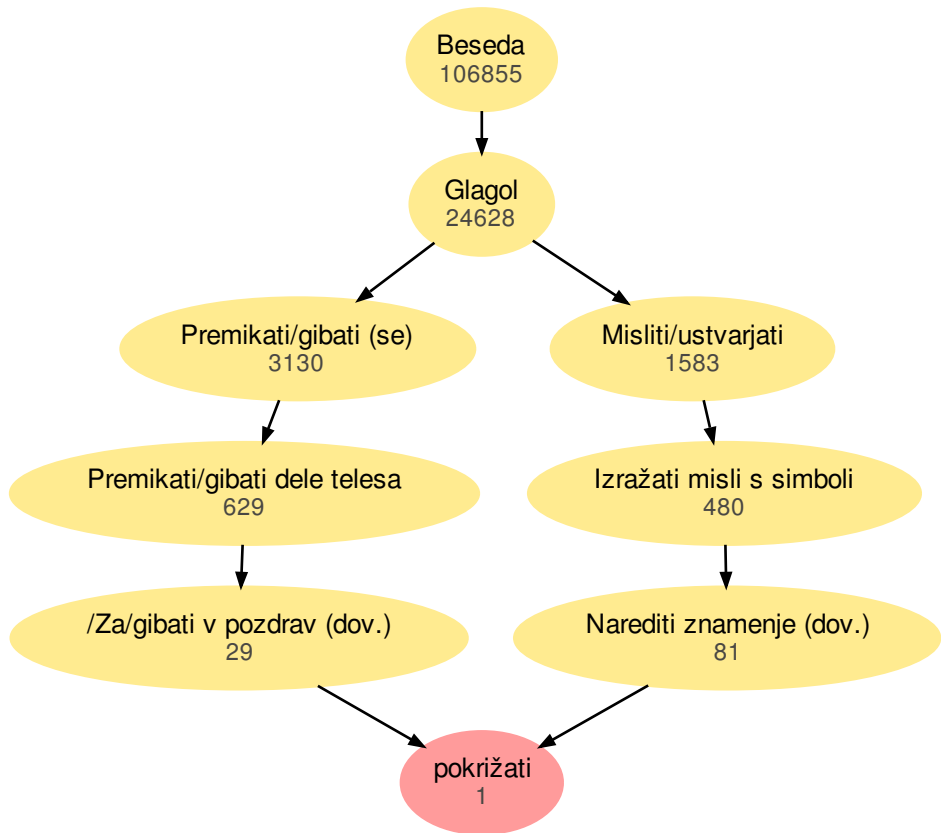 Beseda
106855
Glagol
24628
Premikati/gibati (se)
3130
Misliti/ustvarjati
1583
Premikati/gibati dele telesa
629
Izražati misli s simboli
480
/Za/gibati v pozdrav (dov.)
29
Narediti znamenje (dov.)
81
pokrižati
1